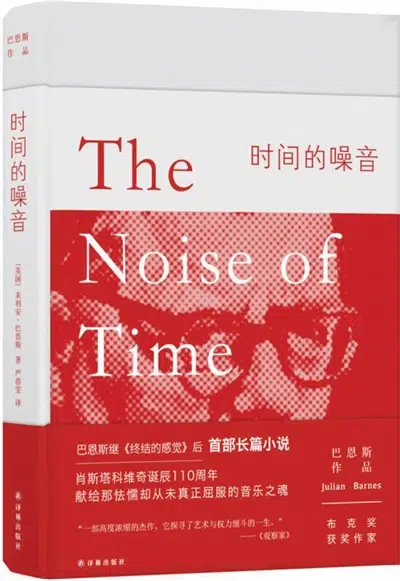 巴恩斯
作品
时间的噪音
[英国] 朱利安·巴恩斯 著 严蓓雯 译
译林出版社
The
时间的噪音
Noise of
Time
巴恩斯继《终结的感觉》后 首部长篇小说
肖斯塔科维奇诞辰110周年
献给那怯懦却从未真正屈服的音乐之魂
“一部高度浓缩的杰作，它探寻了艺术与权力缠斗的一生。”
——《观察家》
巴恩斯
作品
Julian Barnes
布克奖
获奖作家
译林出版社